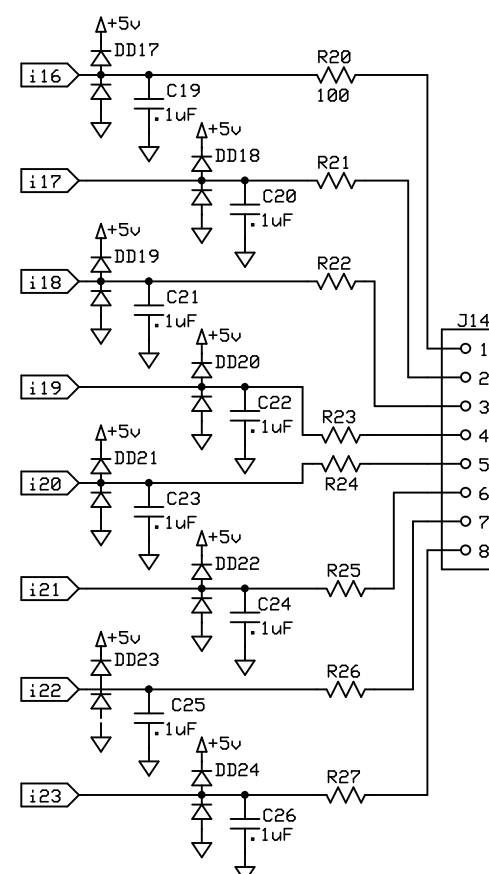 +5v
DD17
i16
C19
.1uF
R20
100
+5v
DD18
i17
C20
.1uF
R21
+5v
DD19
i18
C21
.1uF
R22
J14
1
2
3
4
5
6
7
8
+5v
DD20
i19
C22
.1uF
R23
+5v
DD21
i20
C23
.1uF
R24
+5v
DD22
i21
C24
.1uF
R25
+5v
DD23
i22
C25
.1uF
R26
+5v
DD24
i23
C26
.1uF
R27